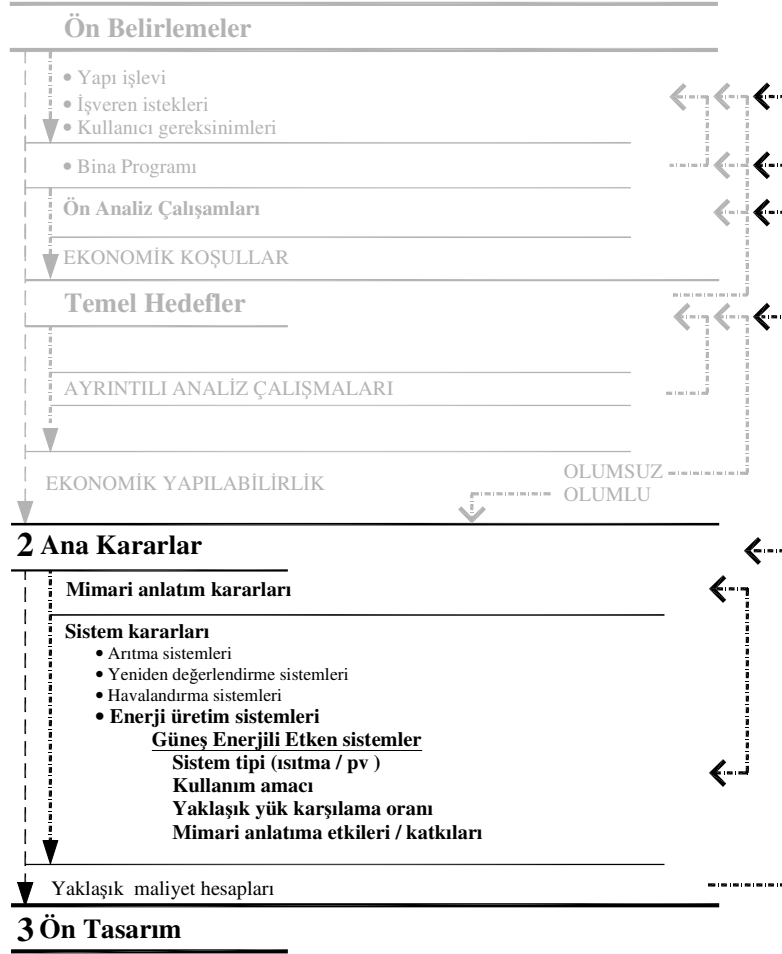 Ön Belirlemeler
• Yapı işlevi
• İşveren istekleri
• Kullanıcı gereksinimleri
• Bina Programı
Ön Analiz Çalışamları
EKONOMİK KOŞULLAR
Temel Hedefler
AYRINTILI ANALİZ ÇALIŞMALARI
OLUMSUZ
EKONOMİK YAPILABİLİRLİK
OLUMLU
2 Ana Kararlar
Mimari anlatım kararları
Sistem kararları
• Arıtma sistemleri
• Yeniden değerlendirme sistemleri
• Havalandırma sistemleri
• Enerji üretim sistemleri
Güneş Enerjili Etken sistemler
Sistem tipi (ısıtma / pv )
Kullanım amacı
Yaklaşık yük karşılama oranı
Mimari anlatıma etkileri / katkıları
Yaklaşık maliyet hesapları
3 Ön Tasarım